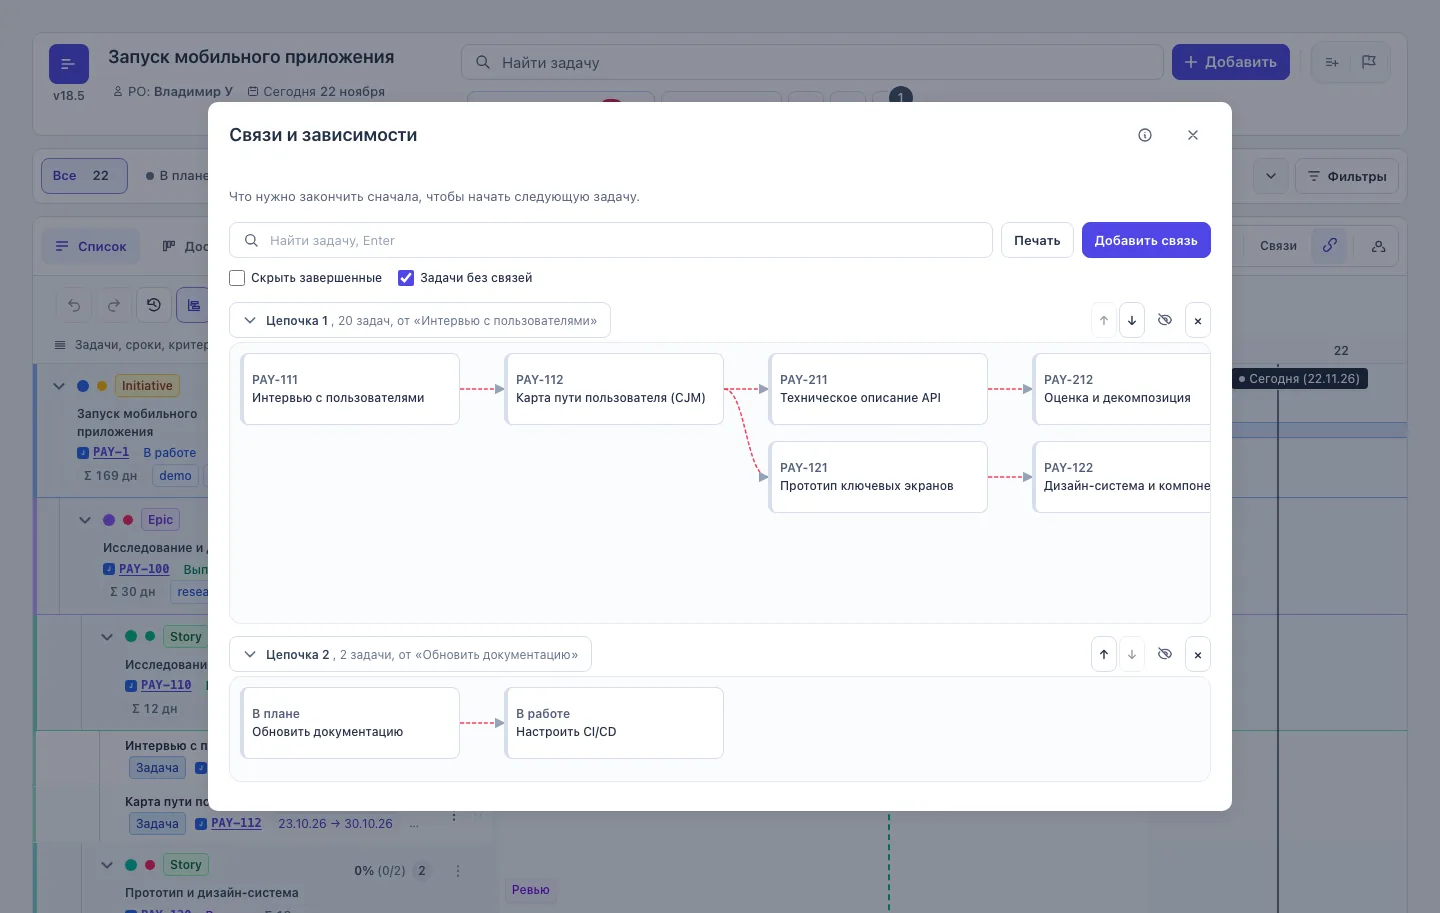 Запуск мобильного приложения
Найти задачу
Добавить
v18.5
PO: Владимир У
Сегодня 22 ноября
1
Все 22
В плане
Фильтры
Список
Связи
Задачи, сроки, критер
22
Сегодня (22.11.26)
Initiative
Запуск мобильного
приложения
PAY-1 В работе
Σ 169 дн demo
Epic
Исследование и
PAY-100 Вып
Σ 30 дн resea
Story
Исследовани
PAY-110
Σ 12 дн
Интервью с п
Задача
Карта пути по
Задача PAY-112 23.10.26 → 30.10.26 ...
Story 0% (0/2) 2
Прототип и дизайн-система
Ревью
Связи и зависимости
Что нужно закончить сначала, чтобы начать следующую задачу.
Найти задачу, Enter
Печать
Добавить связь
Скрыть завершенные
Задачи без связей
Цепочка 1 , 20 задач, от «Интервью с пользователями»
PAY-111
Интервью с пользователями
PAY-112
Карта пути пользователя (CJM)
PAY-211
Техническое описание API
PAY-212
Оценка и декомпозиция
PAY-121
Прототип ключевых экранов
PAY-122
Дизайн-система и компоне
Цепочка 2 , 2 задачи, от «Обновить документацию»
В плане
Обновить документацию
В работе
Настроить CI/CD